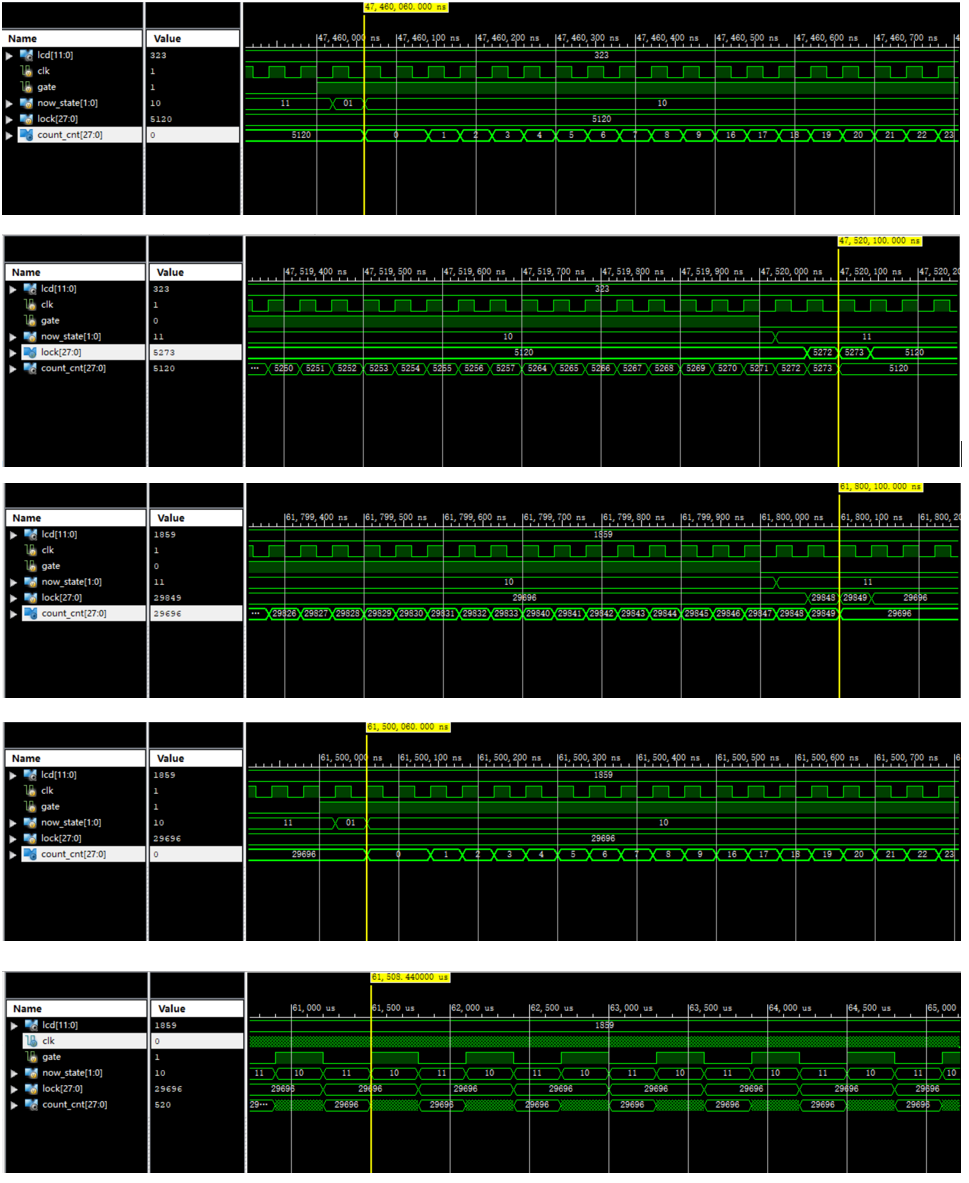 47,460,060.000 ns
Name Value
47,460,000 ns 47,460,100 ns 47,460,200 ns 47,460,300 ns 47,460,400 ns 47,460,500 ns 47,460,600 ns 47,460,700 ns 4
lcd[11:0] 323 323
clk 1
gate 1
now_state[1:0] 10 11 01 10
lock[27:0] 5120 5120
count_cnt[27:0] 0 5120 0 1 2 3 4 5 6 7 8 9 16 17 18 19 20 21 22 23
47,520,100.000 ns
Name Value
47,519,400 ns 47,519,500 ns 47,519,600 ns 47,519,700 ns 47,519,800 ns 47,519,900 ns 47,520,000 ns 47,520,100 ns 47,520,20
lcd[11:0] 323 323
clk 1
gate 0
now_state[1:0] 11 10 11
lock[27:0] 5273 5120 5272 5273 5120
count_cnt[27:0] 5120 ... 5250 5251 5252 5253 5254 5255 5256 5257 5264 5265 5266 5267 5268 5269 5270 5271 5272 5273 5120
61,800,100.000 ns
Name Value
61,799,400 ns 61,799,500 ns 61,799,600 ns 61,799,700 ns 61,799,800 ns 61,799,900 ns 61,800,000 ns 61,800,100 ns 61,800,20
lcd[11:0] 1859 1859
clk 1
gate 0
now_state[1:0] 11 10 11
lock[27:0] 29849 29696 29848 29849 29696
count_cnt[27:0] 29696 ... 29826 29827 29828 29829 29830 29831 29832 29833 29840 29841 29842 29843 29844 29845 29846 29847 29848 29849 29696
61,500,060.000 ns
Name Value
61,500,000 ns 61,500,100 ns 61,500,200 ns 61,500,300 ns 61,500,400 ns 61,500,500 ns 61,500,600 ns 61,500,700 ns 6
lcd[11:0] 1859 1859
clk 1
gate 1
now_state[1:0] 10 11 01 10
lock[27:0] 29696 29696
count_cnt[27:0] 0 29696 0 1 2 3 4 5 6 7 8 9 16 17 18 19 20 21 22 23
61,508.440000 us
Name Value
61,000 us 61,500 us 62,000 us 62,500 us 63,000 us 63,500 us 64,000 us 64,500 us 65,000
lcd[11:0] 1859 1859
clk 0
gate 1
now_state[1:0] 10 11 10 11 10 11 10 11 10 11 10 11 10 11 10 11 10
lock[27:0] 29696 29696 29696 29696 29696 29696 29696 29696 29696
count_cnt[27:0] 520 29... 29696 29696 29696 29696 29696 29696 29696